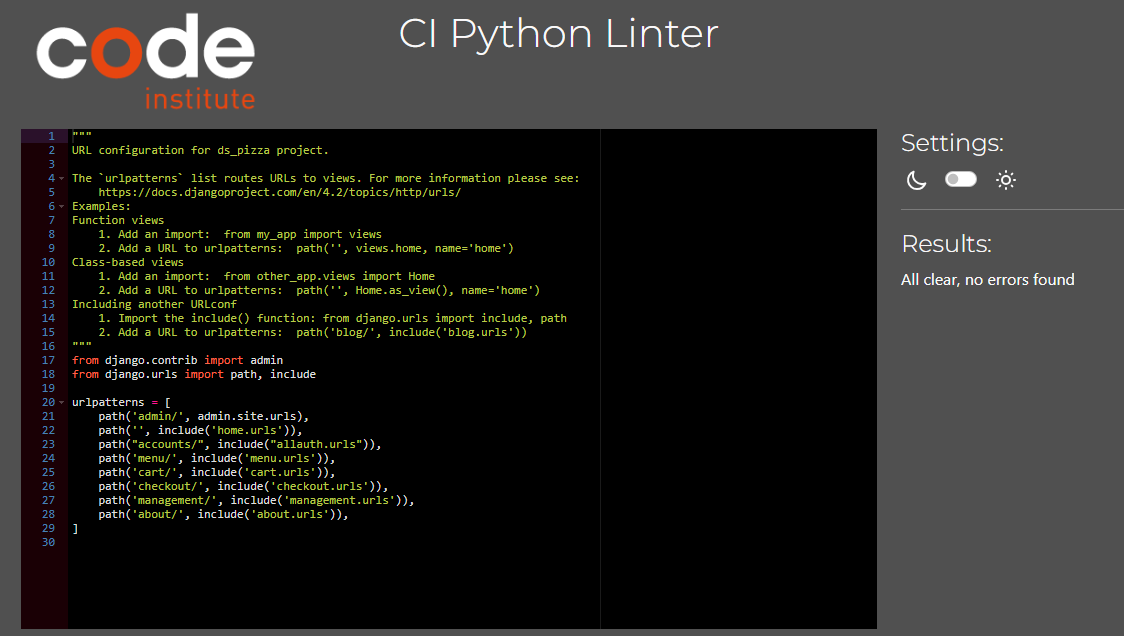 code
institute
CI Python Linter
1 """
2 URL configuration for ds_pizza project.
3
4 The `urlpatterns` list routes URLs to views. For more information please see:
5     https://docs.djangoproject.com/en/4.2/topics/http/urls/
6 Examples:
7 Function views
8     1. Add an import:  from my_app import views
9     2. Add a URL to urlpatterns:  path('', views.home, name='home')
10 Class-based views
11     1. Add an import:  from other_app.views import Home
12     2. Add a URL to urlpatterns:  path('', Home.as_view(), name='home')
13 Including another URLconf
14     1. Import the include() function: from django.urls import include, path
15     2. Add a URL to urlpatterns:  path('blog/', include('blog.urls'))
16 """
17 from django.contrib import admin
18 from django.urls import path, include
19
20 urlpatterns = [
21     path('admin/', admin.site.urls),
22     path('', include('home.urls')),
23     path("accounts/", include("allauth.urls")),
24     path('menu/', include('menu.urls')),
25     path('cart/', include('cart.urls')),
26     path('checkout/', include('checkout.urls')),
27     path('management/', include('management.urls')),
28     path('about/', include('about.urls')),
29 ]
30
Settings:
Results:
All clear, no errors found